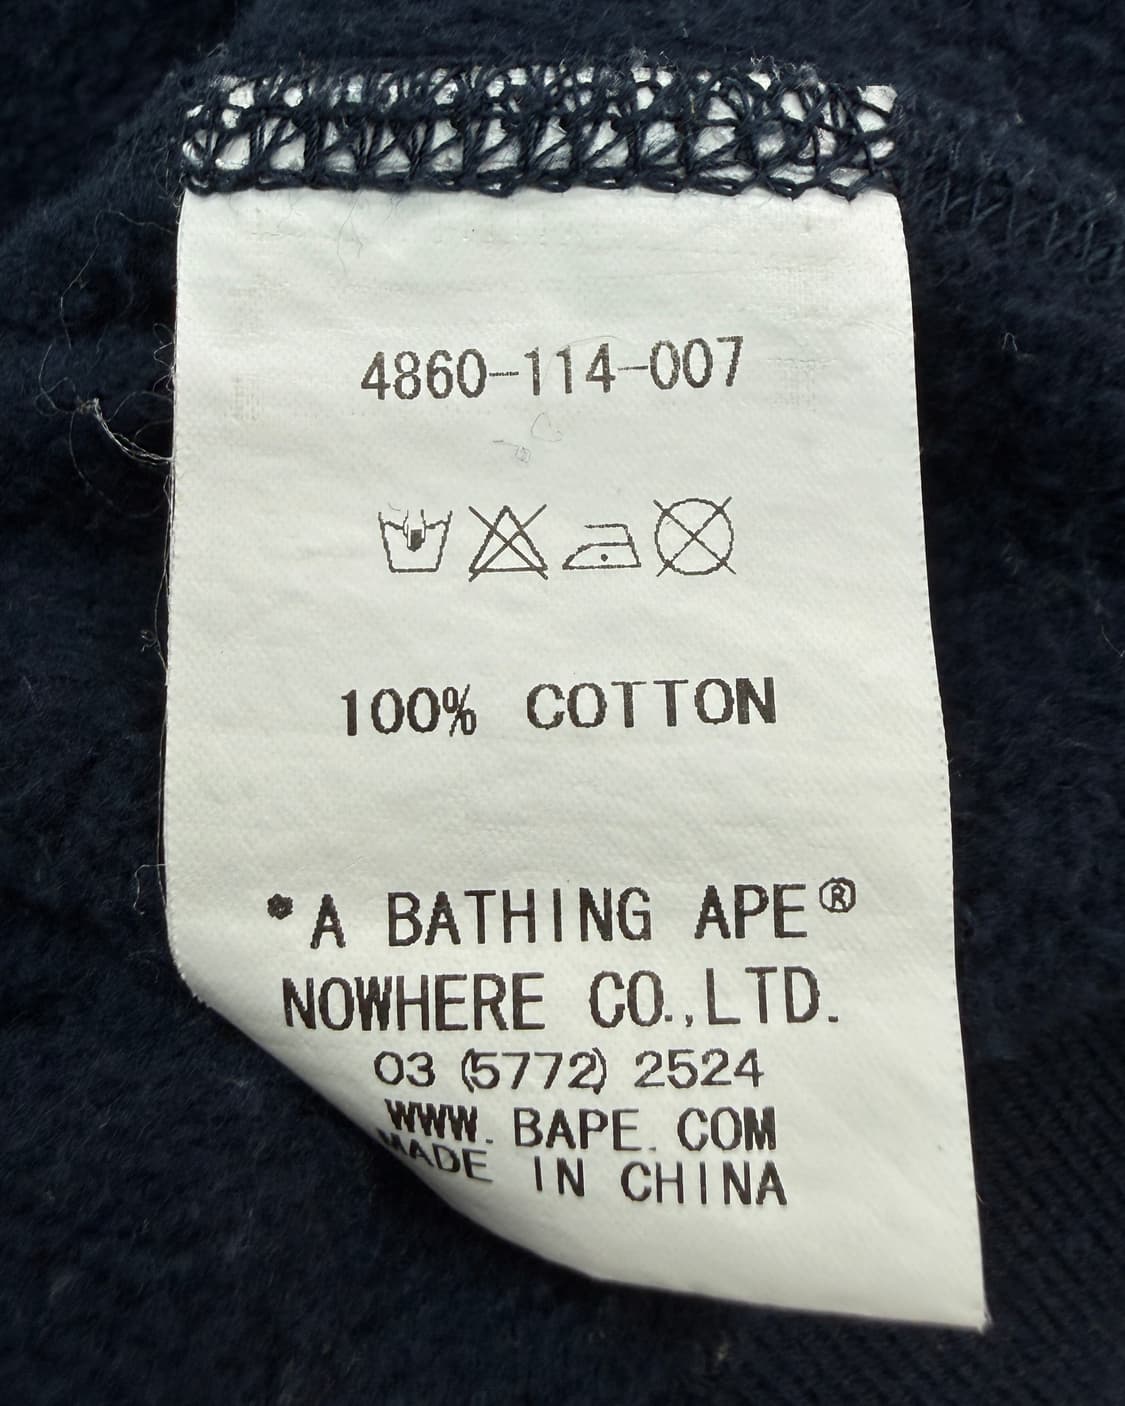 4860-114-007
100% COTTON
*A BATHING APE®
NOWHERE CO.,LTD.
03 (5772) 2524
WWW.BAPE.COM
MADE IN CHINA